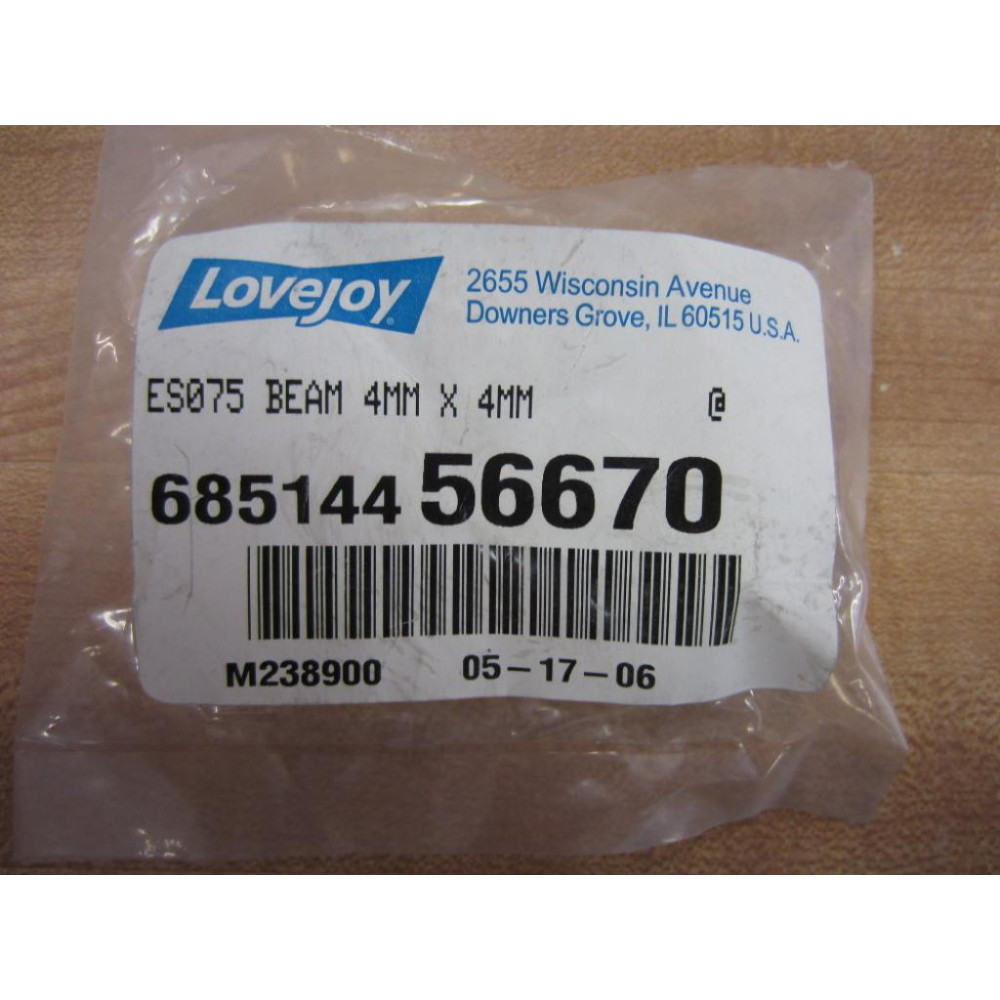 Lovejoy®
2655 Wisconsin Avenue
Downers Grove, IL 60515 U.S.A.
ES075 BEAM 4MM X 4MM @
685144 56670
M238900 05-17-06